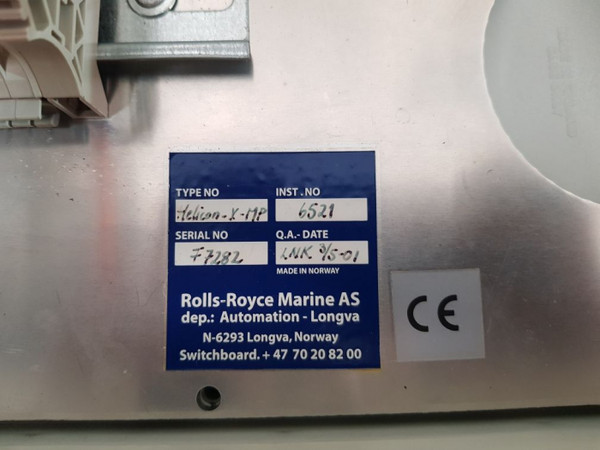 TYPE NO INST.NO
Helicon-X-MP 6521
SERIAL NO Q.A.- DATE
F7282 LNK 3/5-01
MADE IN NORWAY
Rolls-Royce Marine AS
dep.: Automation - Longva
N-6293 Longva, Norway
Switchboard. + 47 70 20 82 00
CE